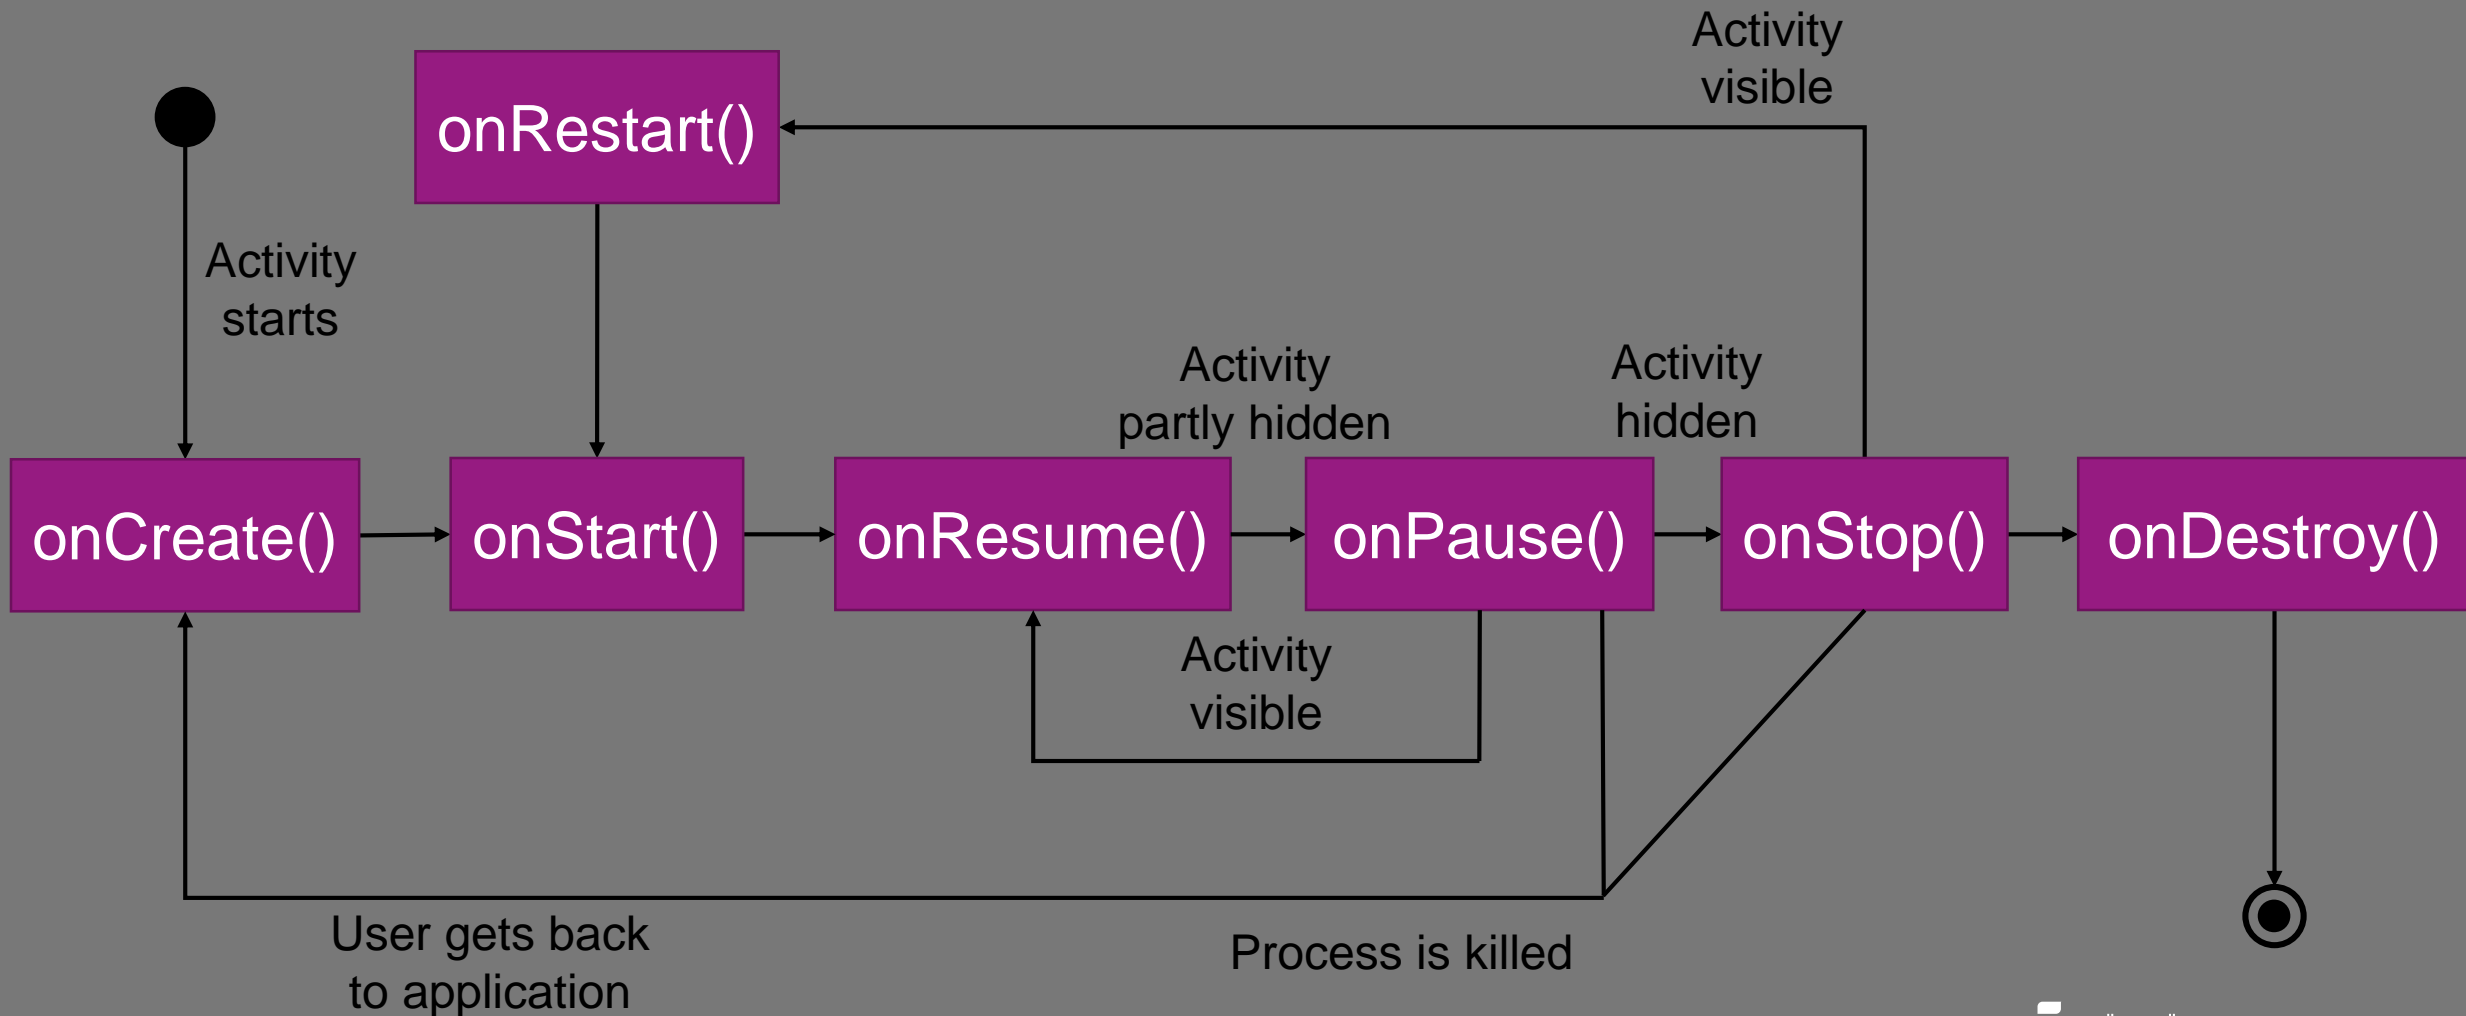 Activity
visible
onRestart()
Activity
starts
Activity
partly hidden
Activity
hidden
onCreate()
onStart()
onResume()
onPause()
onStop()
onDestroy()
Activity
visible
User gets back
to application
Process is killed